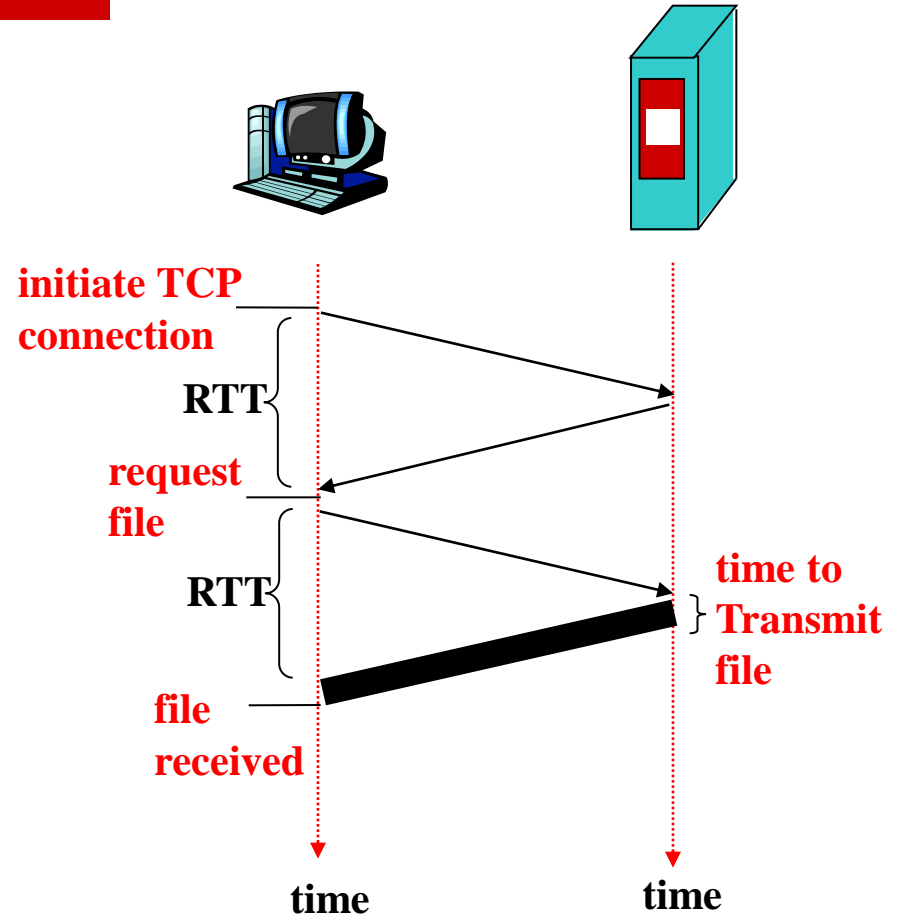 initiate TCP
connection
RTT
request
file
RTT
time to
Transmit
file
file
received
time
time